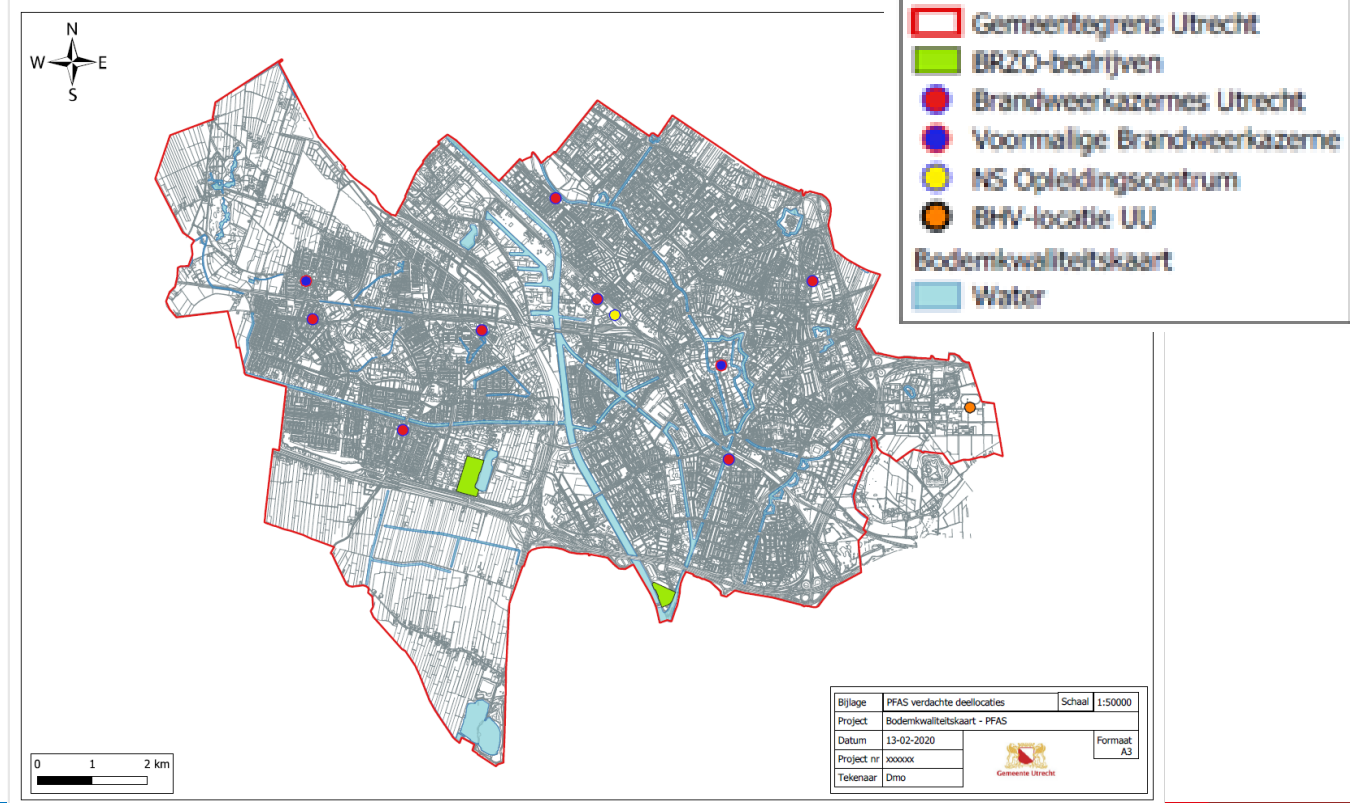 N
W E
S
Gemeentegrens Utrecht
BRZO-bedrijven
Brandweerkazernes Utrecht
Voormalige Brandweerkazerne
NS Opleidingscentrum
BHV-locatie UU
Bodemkwaliteitskaart
Water
0 1 2 km
Bijlage PFAS verdachte deellocaties Schaal 1:50000
Project Bodemkwaliteitskaart - PFAS
Datum 13-02-2020 Formaat
A3
Project nr xxxxxx
Tekenaar Dmo
Gemeente Utrecht